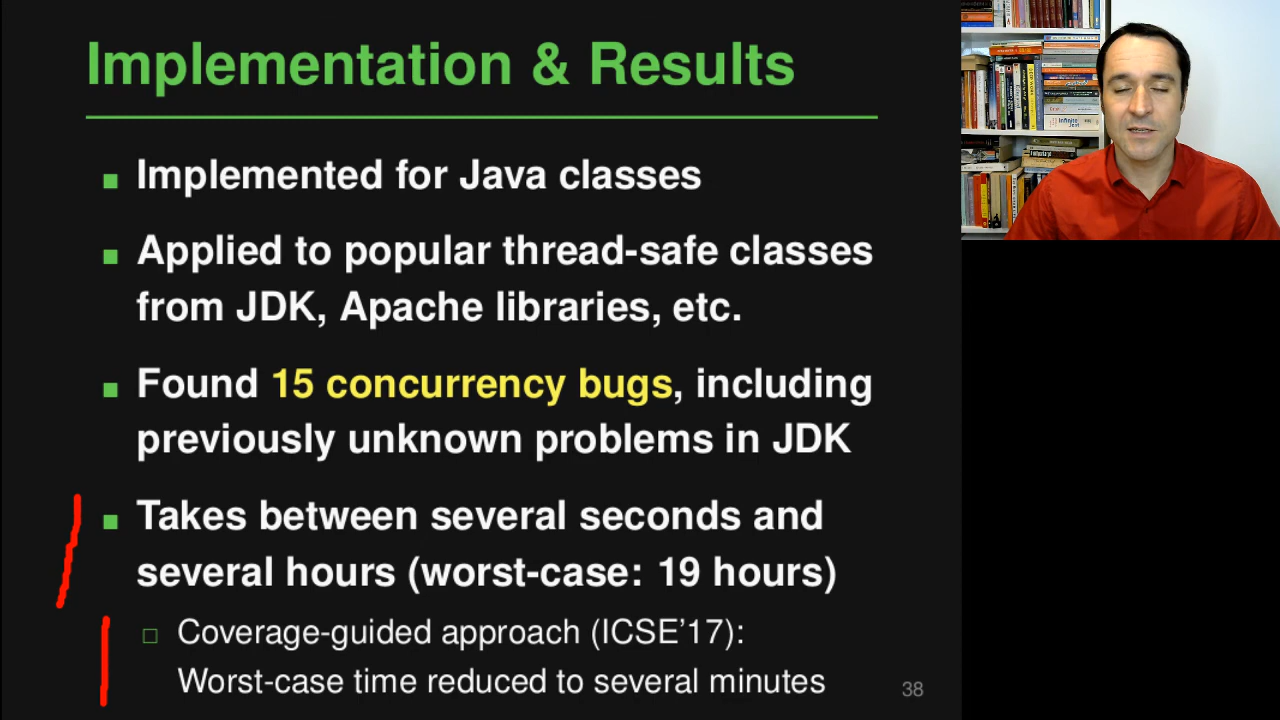 Implementation & Results
Implemented for Java classes
Applied to popular thread-safe classes
from JDK, Apache libraries, etc.
Found 15 concurrency bugs, including
previously unknown problems in JDK
Takes between several seconds and
several hours (worst-case: 19 hours)
Coverage-guided approach (ICSE'17):
Worst-case time reduced to several minutes
38
Infinite
Jest